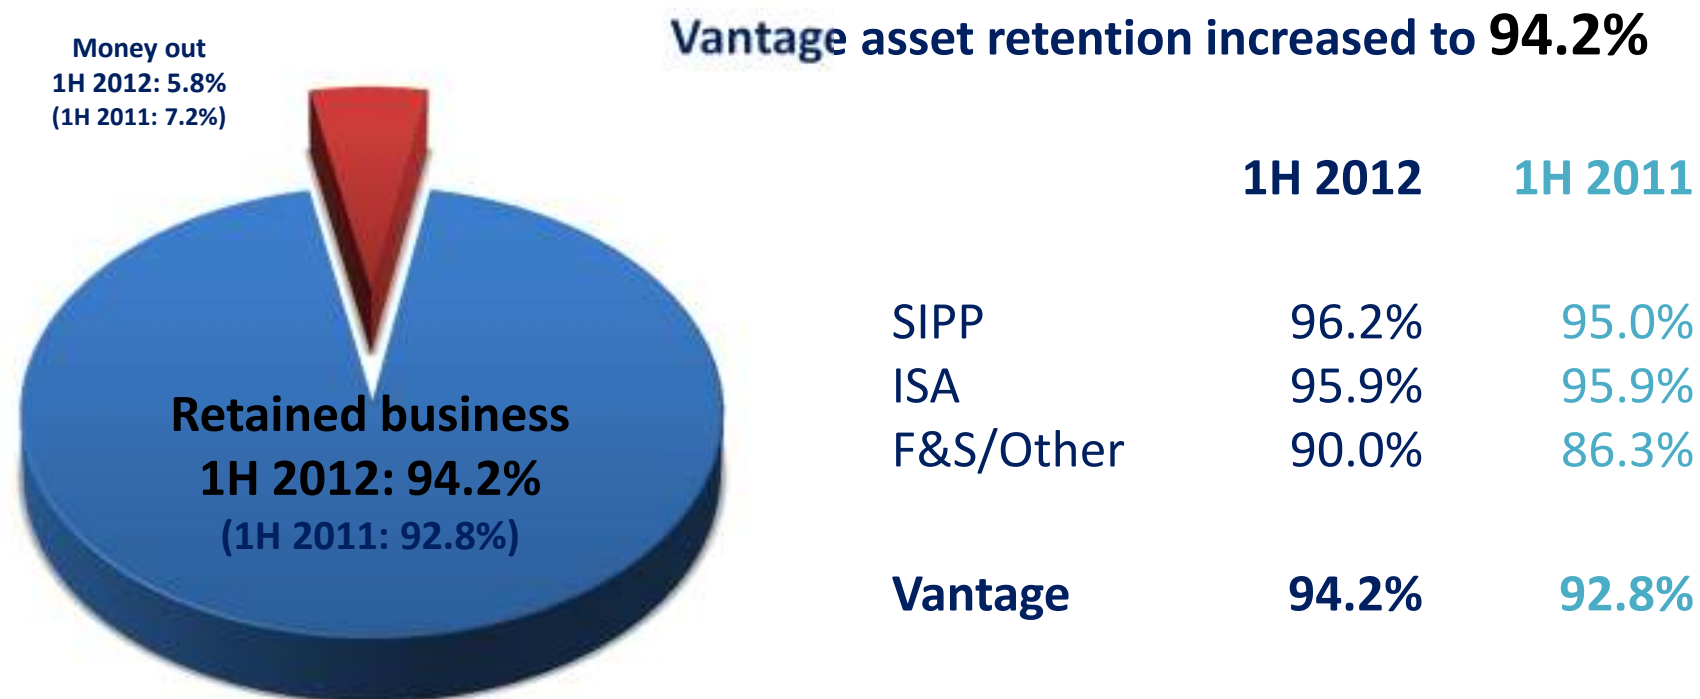 Vantage asset retention increased to 94.2%
Money out
1H 2012: 5.8%
(1H 2011: 7.2%)
Retained business
1H 2012: 94.2%
(1H 2011: 92.8%)
1H 2012 1H 2011
SIPP 96.2% 95.0%
ISA 95.9% 95.9%
F&S/Other 90.0% 86.3%
Vantage 94.2% 92.8%